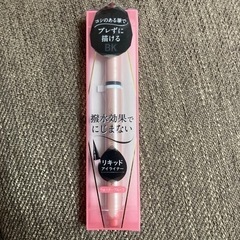 コシのある筆で
ブレずに
描ける
BK
撥水効果で
にじまない
リキッド
アイライナー